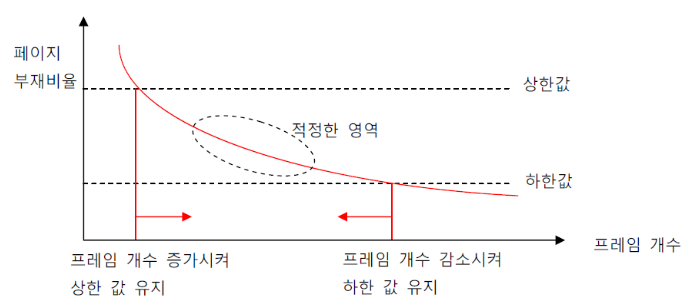 페이지
부재비율
상한값
적정한 영역
하한값
프레임 개수
프레임 개수 증가시켜
상한 값 유지
프레임 개수 감소시켜
하한 값 유지